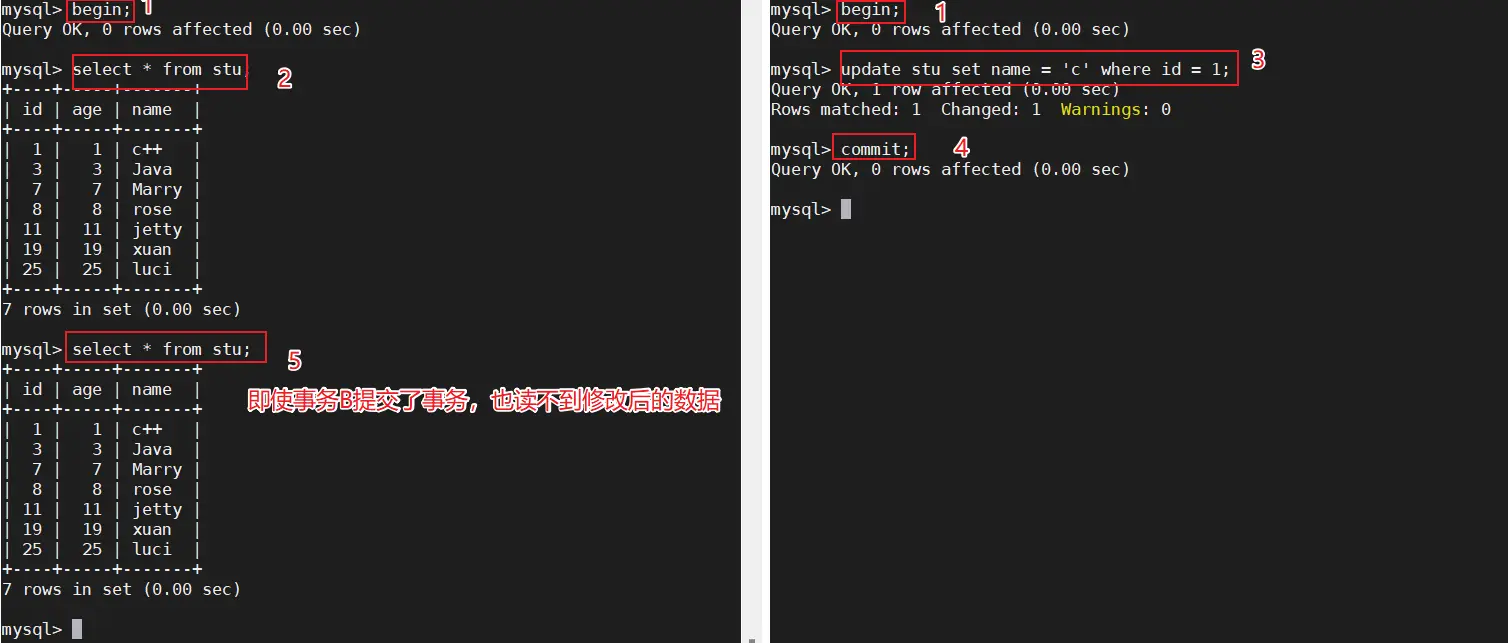 mysql> begin; 1
Query OK, 0 rows affected (0.00 sec)
mysql> select * from stu; 2
+----+-----+-------+
| id | age | name  |
+----+-----+-------+
|  1 |   1 | c++   |
|  3 |   3 | Java  |
|  7 |   7 | Marry |
|  8 |   8 | rose  |
| 11 |  11 | jetty |
| 19 |  19 | xuan  |
| 25 |  25 | luci  |
+----+-----+-------+
7 rows in set (0.00 sec)
mysql> select * from stu; 5
+----+-----+-------+
| id | age | name  |
+----+-----+-------+
即使事务B提交了事务，也读不到修改后的数据
|  1 |   1 | c++   |
|  3 |   3 | Java  |
|  7 |   7 | Marry |
|  8 |   8 | rose  |
| 11 |  11 | jetty |
| 19 |  19 | xuan  |
| 25 |  25 | luci  |
+----+-----+-------+
7 rows in set (0.00 sec)
mysql>
mysql> begin; 1
Query OK, 0 rows affected (0.00 sec)
mysql> update stu set name = 'c' where id = 1; 3
Query OK, 1 row affected (0.00 sec)
Rows matched: 1  Changed: 1  Warnings: 0
mysql> commit; 4
Query OK, 0 rows affected (0.00 sec)
mysql>